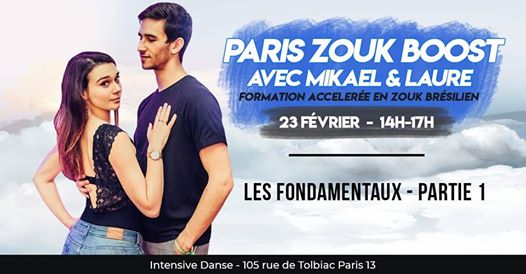 PARIS ZOUK BOOST
AVEC MIKAEL & LAURE
FORMATION ACCELERÉE EN ZOUK BRÉSILIEN
23 FÉVRIER - 14H-17H
LES FONDAMENTAUX - PARTIE 1
Intensive Danse - 105 rue de Tolbiac Paris 13